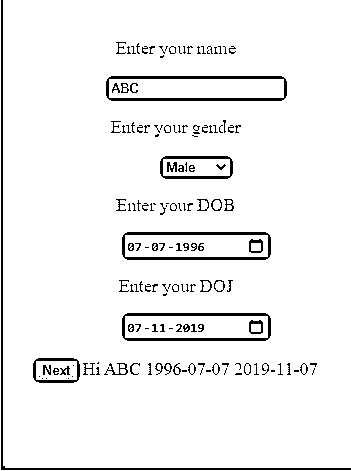 Enter your name
ABC
Enter your gender
Male
Enter your DOB
07-07-1996
Enter your DOJ
07-11-2019
Next Hi ABC 1996-07-07 2019-11-07